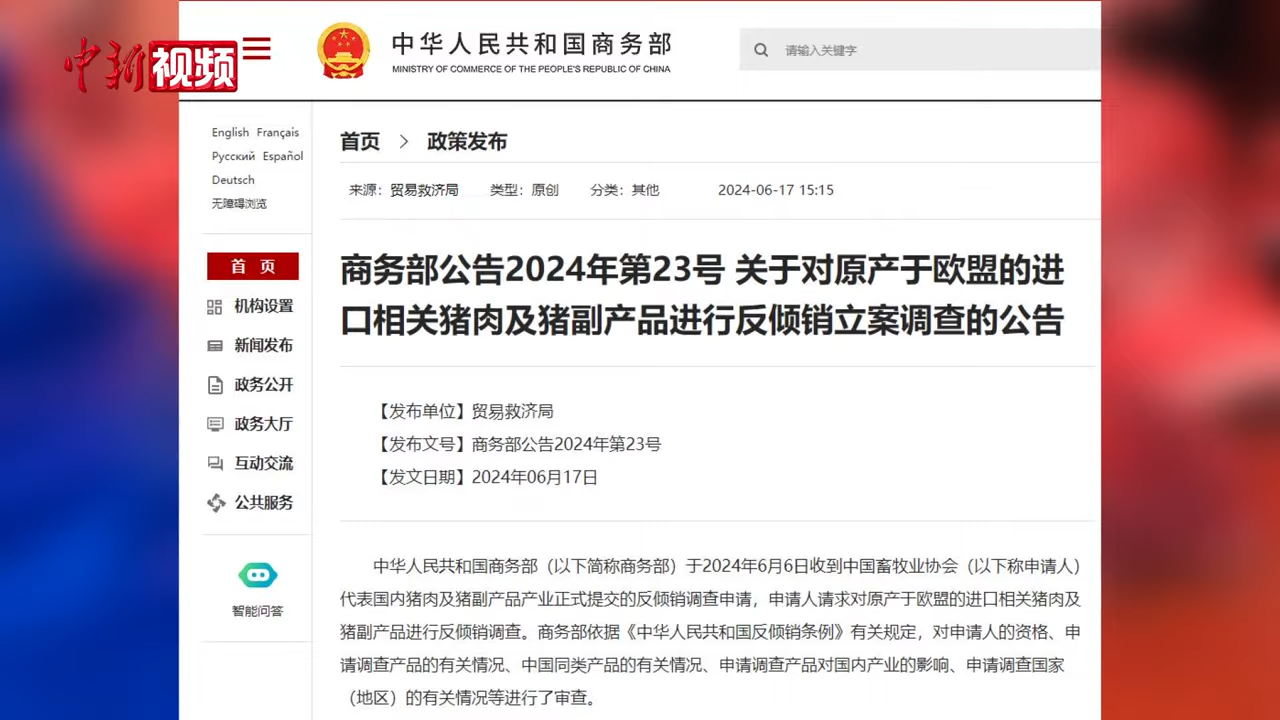 中新视频
中华人民共和国商务部
MINISTRY OF COMMERCE OF THE PEOPLE'S REPUBLIC OF CHINA
请输入关键字
English Français
Русский Español
Deutsch
无障碍浏览
首页
机构设置
新闻发布
政务公开
政务大厅
互动交流
公共服务
智能问答
首页 > 政策发布
来源：贸易救济局 类型：原创 分类：其他 2024-06-17 15:15
商务部公告2024年第23号 关于对原产于欧盟的进
口相关猪肉及猪副产品进行反倾销立案调查的公告
【发布单位】贸易救济局
【发布文号】商务部公告2024年第23号
【发文日期】2024年06月17日
中华人民共和国商务部（以下简称商务部）于2024年6月6日收到中国畜牧业协会（以下称申请人）
代表国内猪肉及猪副产品产业正式提交的反倾销调查申请，申请人请求对原产于欧盟的进口相关猪肉及
猪副产品进行反倾销调查。商务部依据《中华人民共和国反倾销条例》有关规定，对申请人的资格、申
请调查产品的有关情况、中国同类产品的有关情况、申请调查产品对国内产业的影响、申请调查国家
（地区）的有关情况等进行了审查。